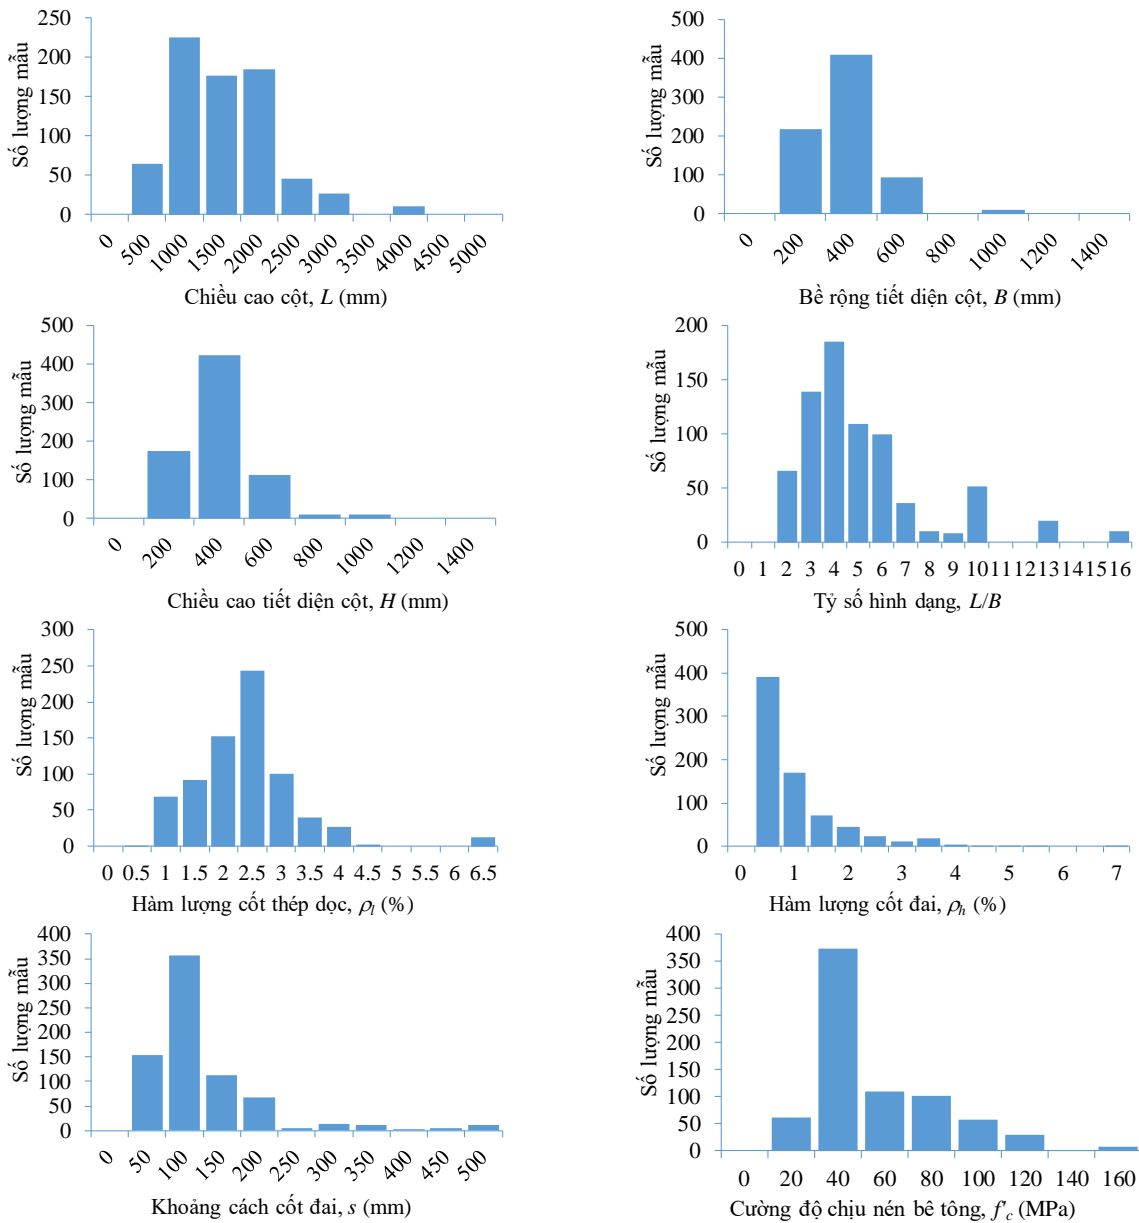 Số lượng mẫu
250
200
150
100
50
0
0 500 1000 1500 2000 2500 3000 3500 4000 4500 5000
Chiều cao cột, L (mm)
Số lượng mẫu
500
400
300
200
100
0
0 200 400 600 800 1000 1200 1400
Bề rộng tiết diện cột, B (mm)
Số lượng mẫu
500
400
300
200
100
0
0 200 400 600 800 1000 1200 1400
Chiều cao tiết diện cột, H (mm)
Số lượng mẫu
200
150
100
50
0
0 1 2 3 4 5 6 7 8 9 10 11 12 13 14 15 16
Tỷ số hình dạng, L/B
Số lượng mẫu
300
250
200
150
100
50
0
0 0.5 1 1.5 2 2.5 3 3.5 4 4.5 5 5.5 6 6.5
Hàm lượng cốt thép dọc, ρl (%)
Số lượng mẫu
500
400
300
200
100
0
0 1 2 3 4 5 6 7
Hàm lượng cốt đai, ρh (%)
Số lượng mẫu
400
350
300
250
200
150
100
50
0
0 50 100 150 200 250 300 350 400 450 500
Khoảng cách cốt đai, s (mm)
Số lượng mẫu
400
350
300
250
200
150
100
50
0
0 20 40 60 80 100 120 140 160
Cường độ chịu nén bê tông, f'c (MPa)